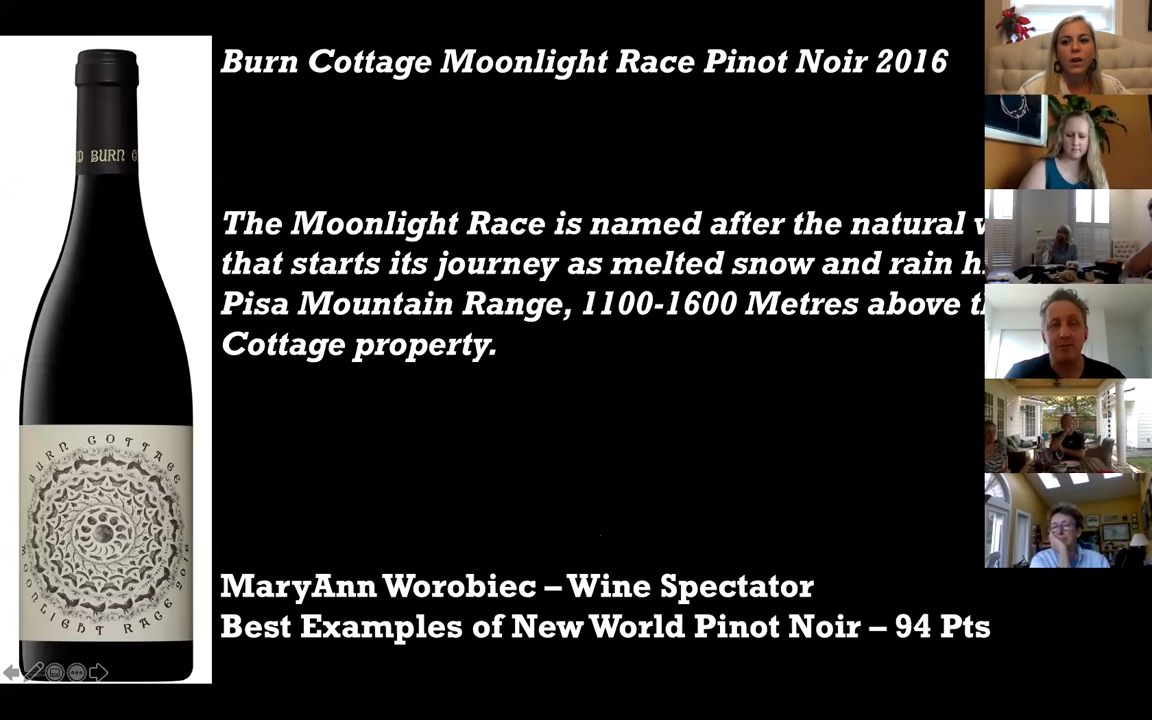 Burn Cottage Moonlight Race Pinot Noir 2016
The Moonlight Race is named after the natural
that starts its journey as melted snow and rain
Pisa Mountain Range, 1100-1600 Metres above
Cottage property.
MaryAnn Worobiec – Wine Spectator
Best Examples of New World Pinot Noir – 94 Pts
BURN
BURN COTTAGE
MOONLIGHT RACE 2016